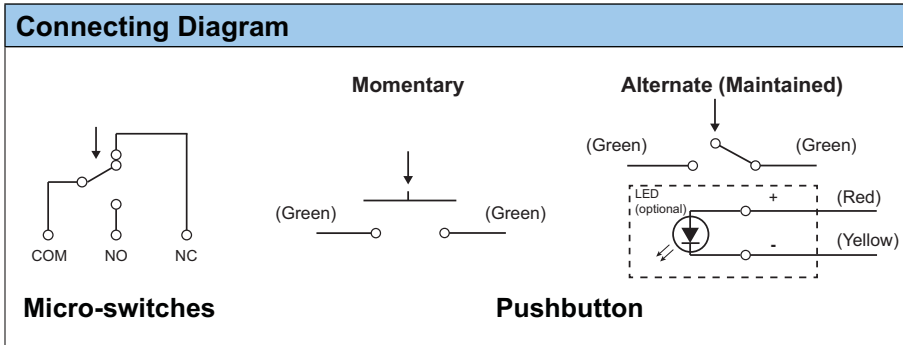 Connecting Diagram
Momentary
Alternate (Maintained)
(Green)
(Green)
(Green)
(Green)
LED
(optional)
+
(Red)
-
(Yellow)
COM
NO
NC
Micro-switches
Pushbutton